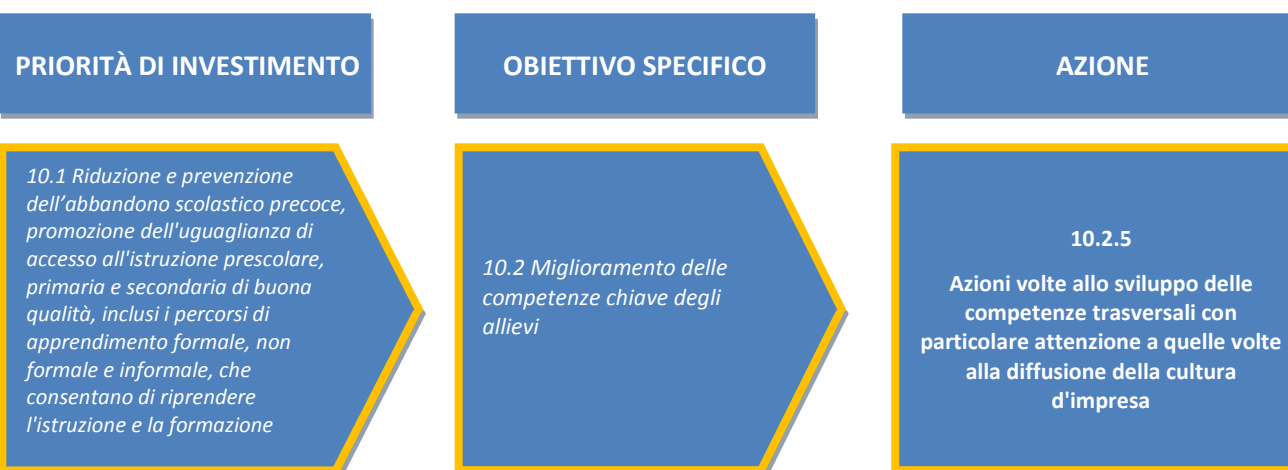 PRIORITÀ DI INVESTIMENTO
OBIETTIVO SPECIFICO
AZIONE
10.1 Riduzione e prevenzione
dell’abbandono scolastico precoce,
promozione dell'uguaglianza di
accesso all'istruzione prescolare,
primaria e secondaria di buona
qualità, inclusi i percorsi di
apprendimento formale, non
formale e informale, che
consentano di riprendere
l'istruzione e la formazione
10.2 Miglioramento delle
competenze chiave degli
allievi
10.2.5
Azioni volte allo sviluppo delle
competenze trasversali con
particolare attenzione a quelle volte
alla diffusione della cultura
d'impresa